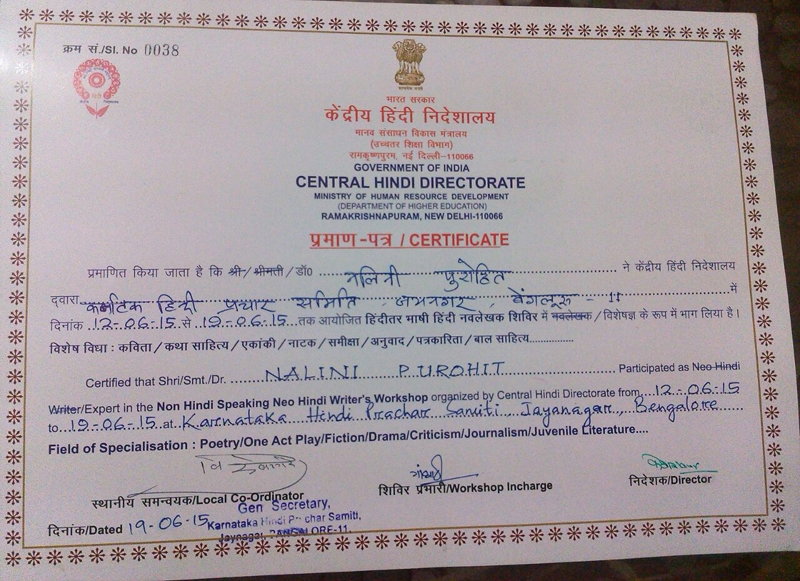 क्रम सं./Sl. No 0038
भारत सरकार
केंद्रीय हिंदी निदेशालय
मानव संसाधन विकास मंत्रालय
(उच्चतर शिक्षा विभाग)
रामकृष्णपुरम, नई दिल्ली-110066
GOVERNMENT OF INDIA
CENTRAL HINDI DIRECTORATE
MINISTRY OF HUMAN RESOURCE DEVELOPMENT
(DEPARTMENT OF HIGHER EDUCATION)
RAMAKRISHNAPURAM, NEW DELHI-110066
प्रमाण-पत्र / CERTIFICATE
प्रमाणित किया जाता है कि श्री/ श्रीमती / डॉ० नलिनी पुरोहित ने केंद्रीय हिंदी निदेशालय
द्वारा कर्नाटक हिन्दी प्रचार समिति, जयनगर, बेंगलूरु - 11 में
दिनांक 12-06-15 से 19-06-15 तक आयोजित हिंदीतर भाषी हिंदी नवलेखक शिविर में नवलेखक / विशेषज्ञ के रूप में भाग लिया है।
विशेष विधा : कविता / कथा साहित्य / एकांकी / नाटक / समीक्षा / अनुवाद / पत्रकारिता / बाल साहित्य...............
Certified that Shri/Smt./Dr. NALINI PUROHIT Participated as Neo Hindi
Writer/Expert in the Non Hindi Speaking Neo Hindi Writer's Workshop organized by Central Hindi Directorate from 12-06-15
to 19-06-15 at Karnataka Hindi Prachar Samiti, Jayanagar, Bengalore
Field of Specialisation : Poetry/One Act Play/Fiction/Drama/Criticism/Journalism/Juvenile Literature....
स्थानीय समन्वयक/Local Co-Ordinator
शिविर प्रभारी/Workshop Incharge
निदेशक/Director
Gen Secretary,
दिनांक/Dated 19-06-15 Karnataka Hindi Prachar Samiti,
Jaynagar, BANGALORE-11.